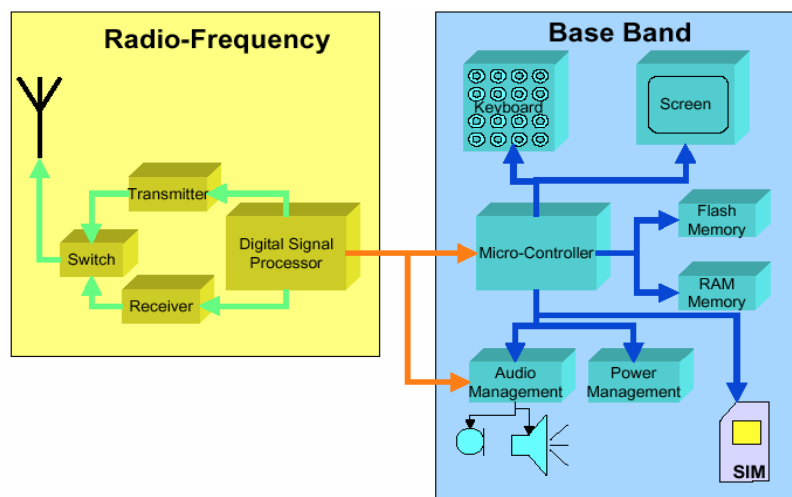 Radio-Frequency
Base Band
Keyboard
Screen
Transmitter
Flash
Memory
Digital Signal
Processor
Micro-Controller
Switch
Receiver
RAM
Memory
Audio
Management
Power
Management
SIM